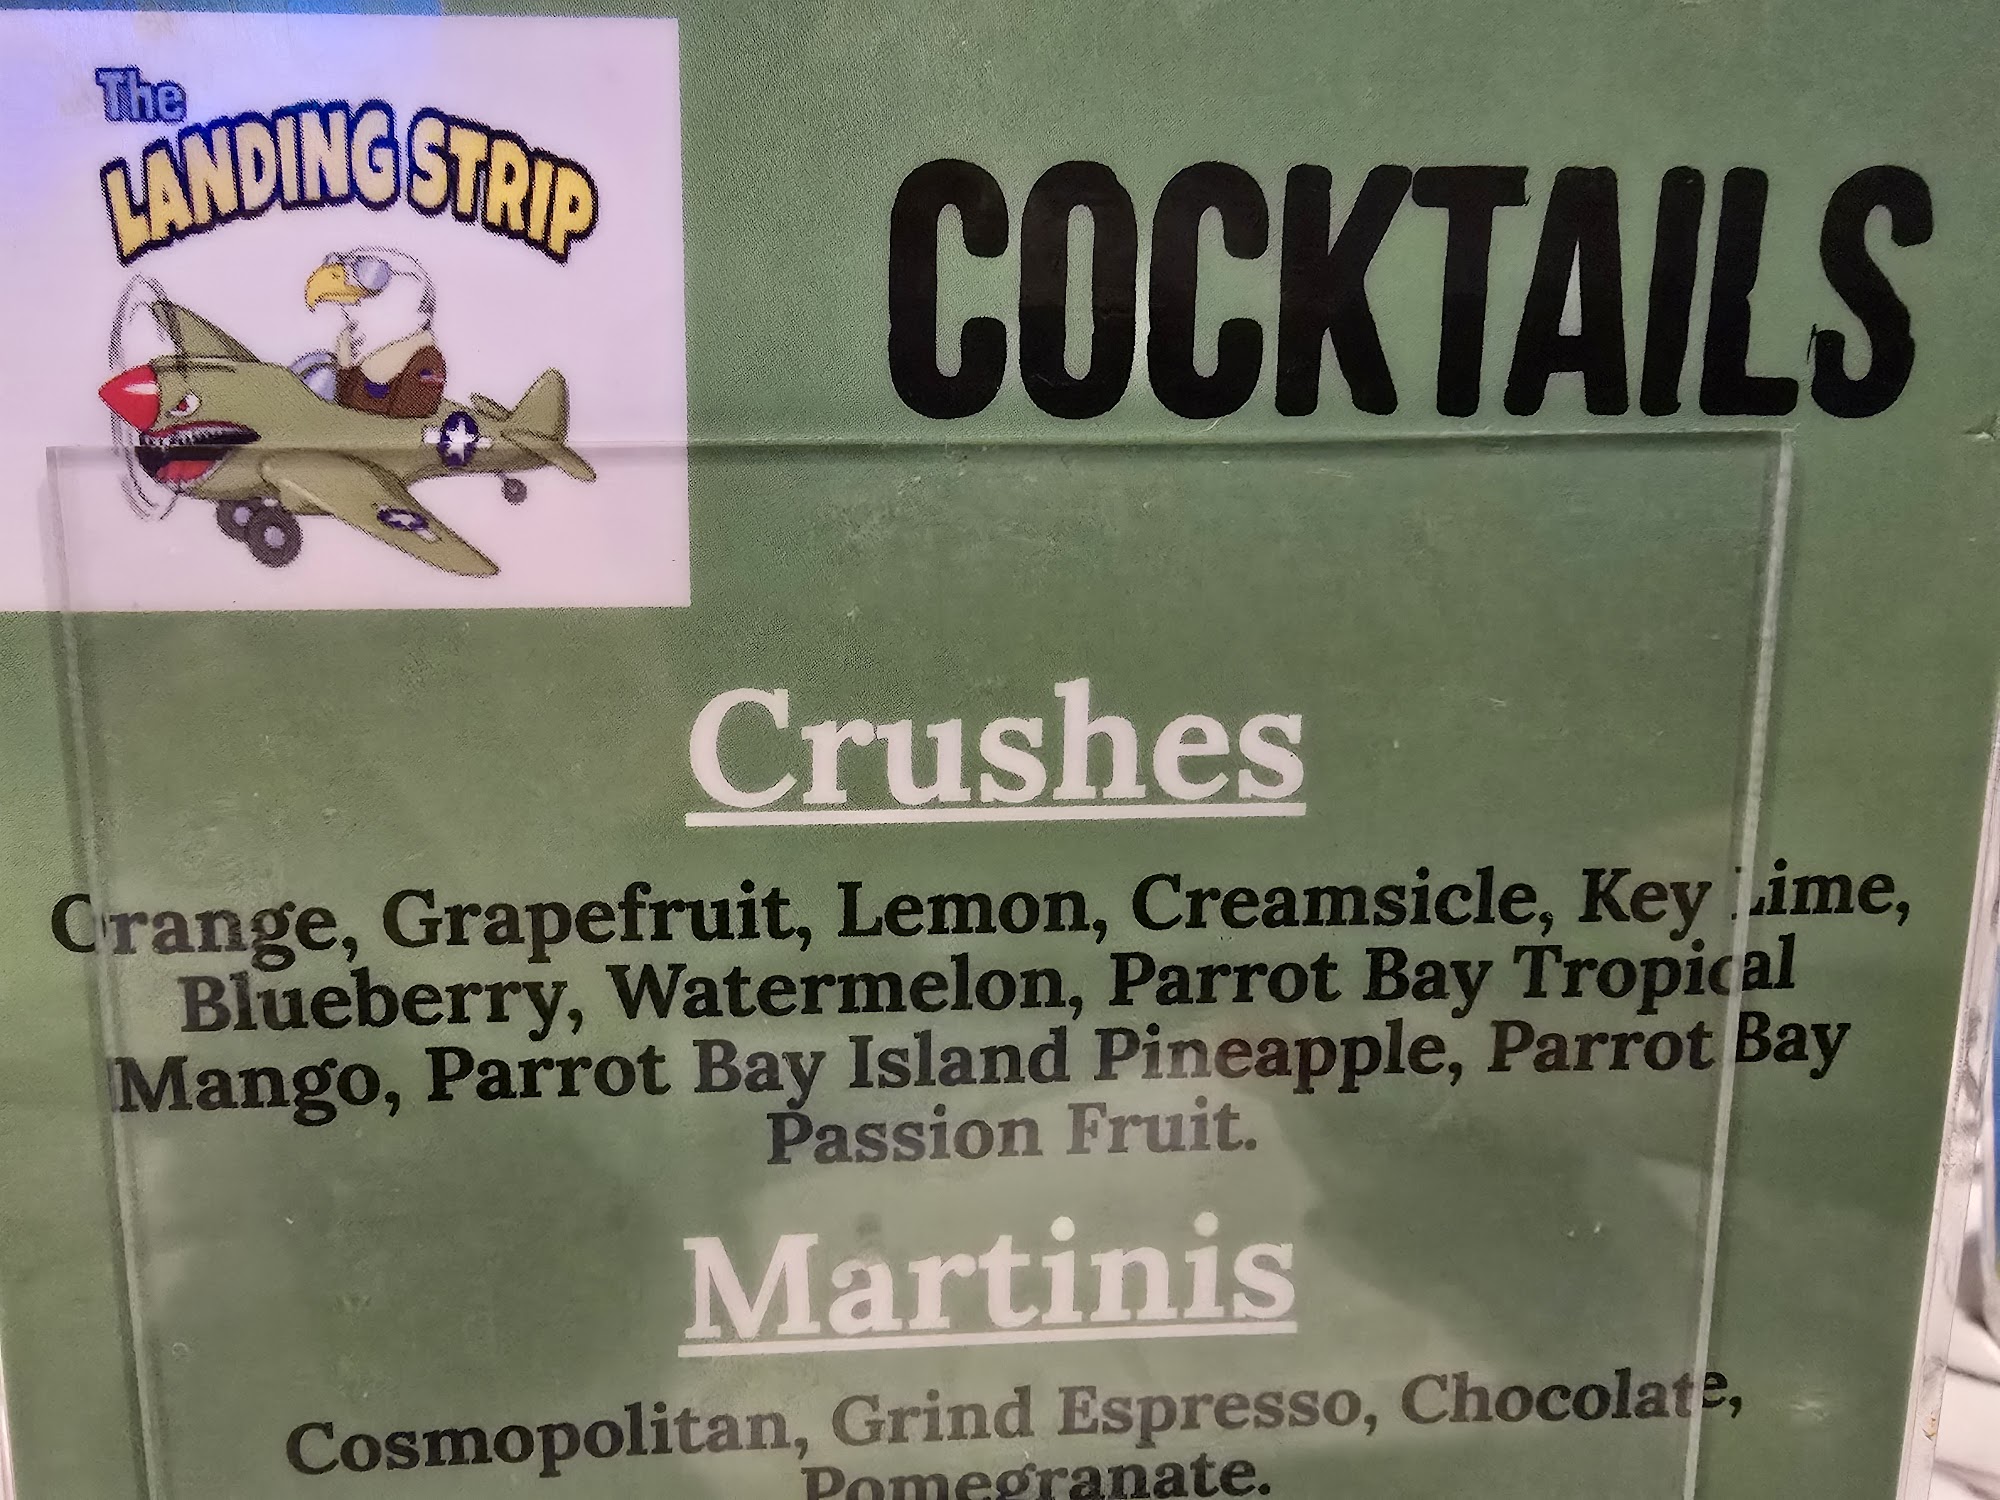 The
LANDING STRIP
COCKTAILS
Crushes
Orange, Grapefruit, Lemon, Creamsicle, Key Lime,
Blueberry, Watermelon, Parrot Bay Tropical
Mango, Parrot Bay Island Pineapple, Parrot Bay
Passion Fruit.
Martinis
Cosmopolitan, Grind Espresso, Chocolate,
Pomegranate.